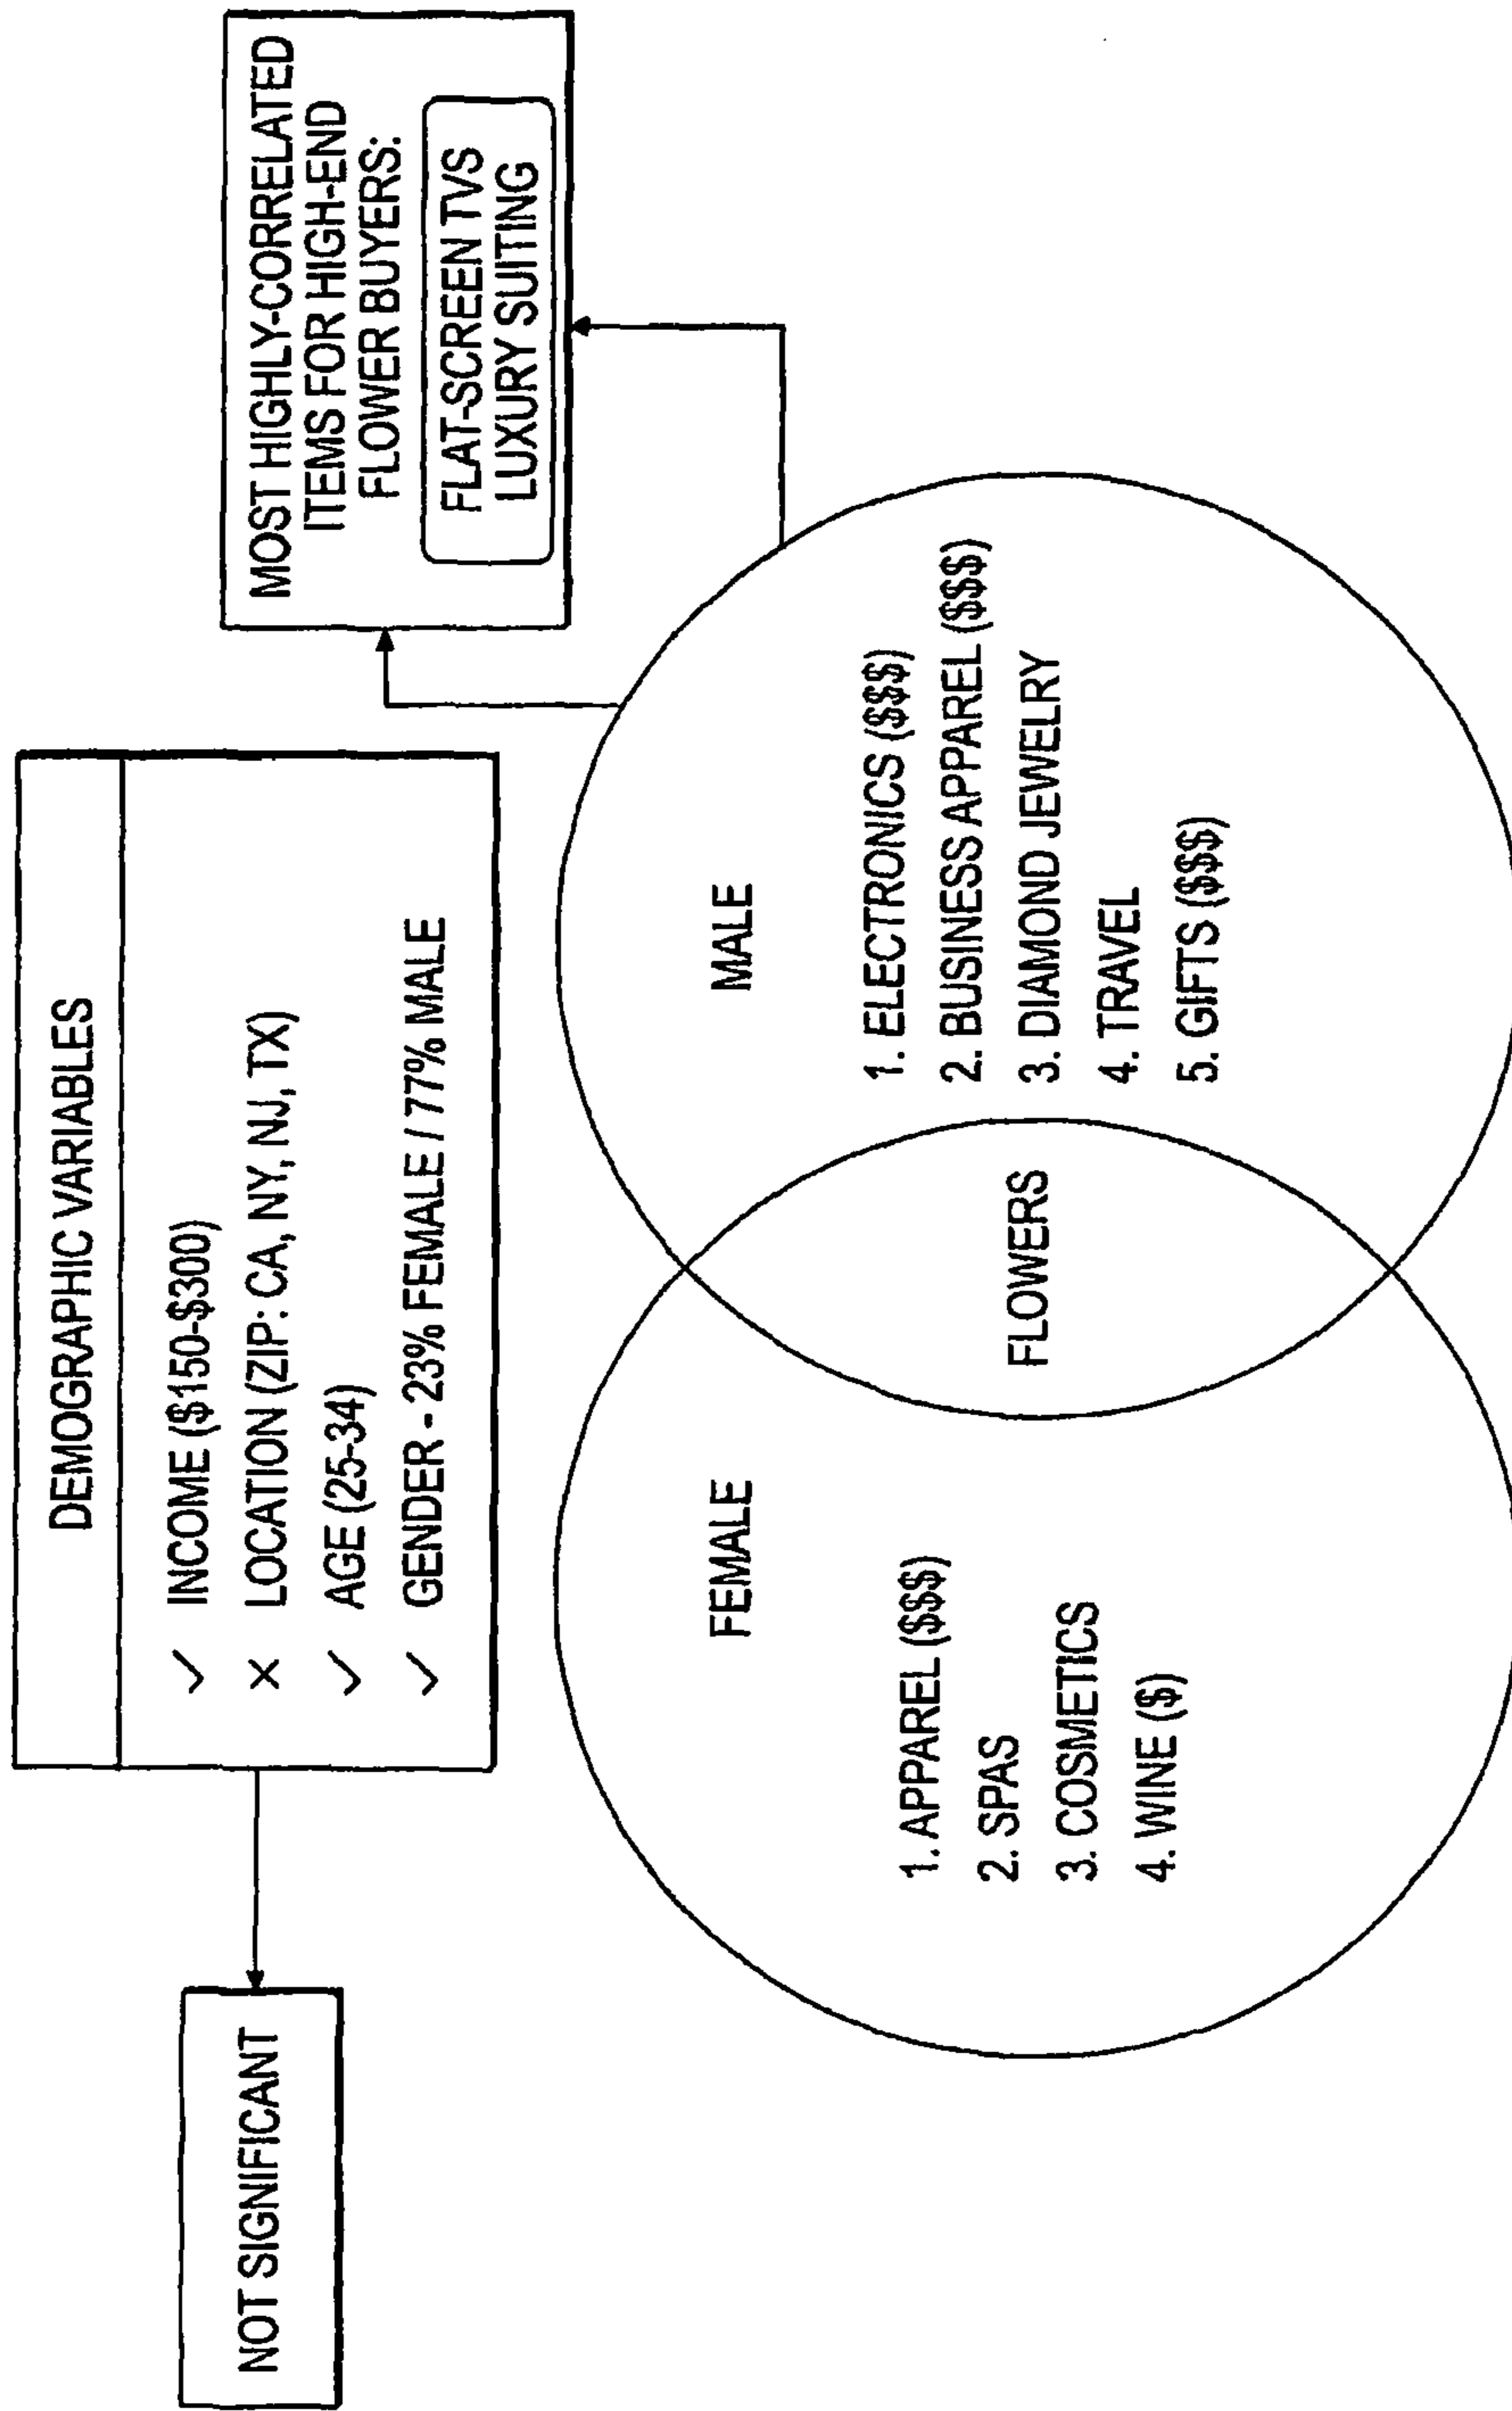 NOT SIGNIFICANT
DEMOGRAPHIC VARIABLES
✓ INCOME ($150-$300)
× LOCATION (ZIP: CA, NY, NJ, TX)
✓ AGE (25-34)
✓ GENDER - 23% FEMALE / 77% MALE
MOST HIGHLY-CORRELATED
ITEMS FOR HIGH-END
FLOWER BUYERS:
FLAT-SCREEN TVS
LUXURY SUITING
FEMALE
1. APPAREL ($$$)
2. SPAS
3. COSMETICS
4. WINE ($)
FLOWERS
MALE
1. ELECTRONICS ($$$)
2. BUSINESS APPAREL ($$$)
3. DIAMOND JEWELRY
4. TRAVEL
5. GIFTS ($$$)